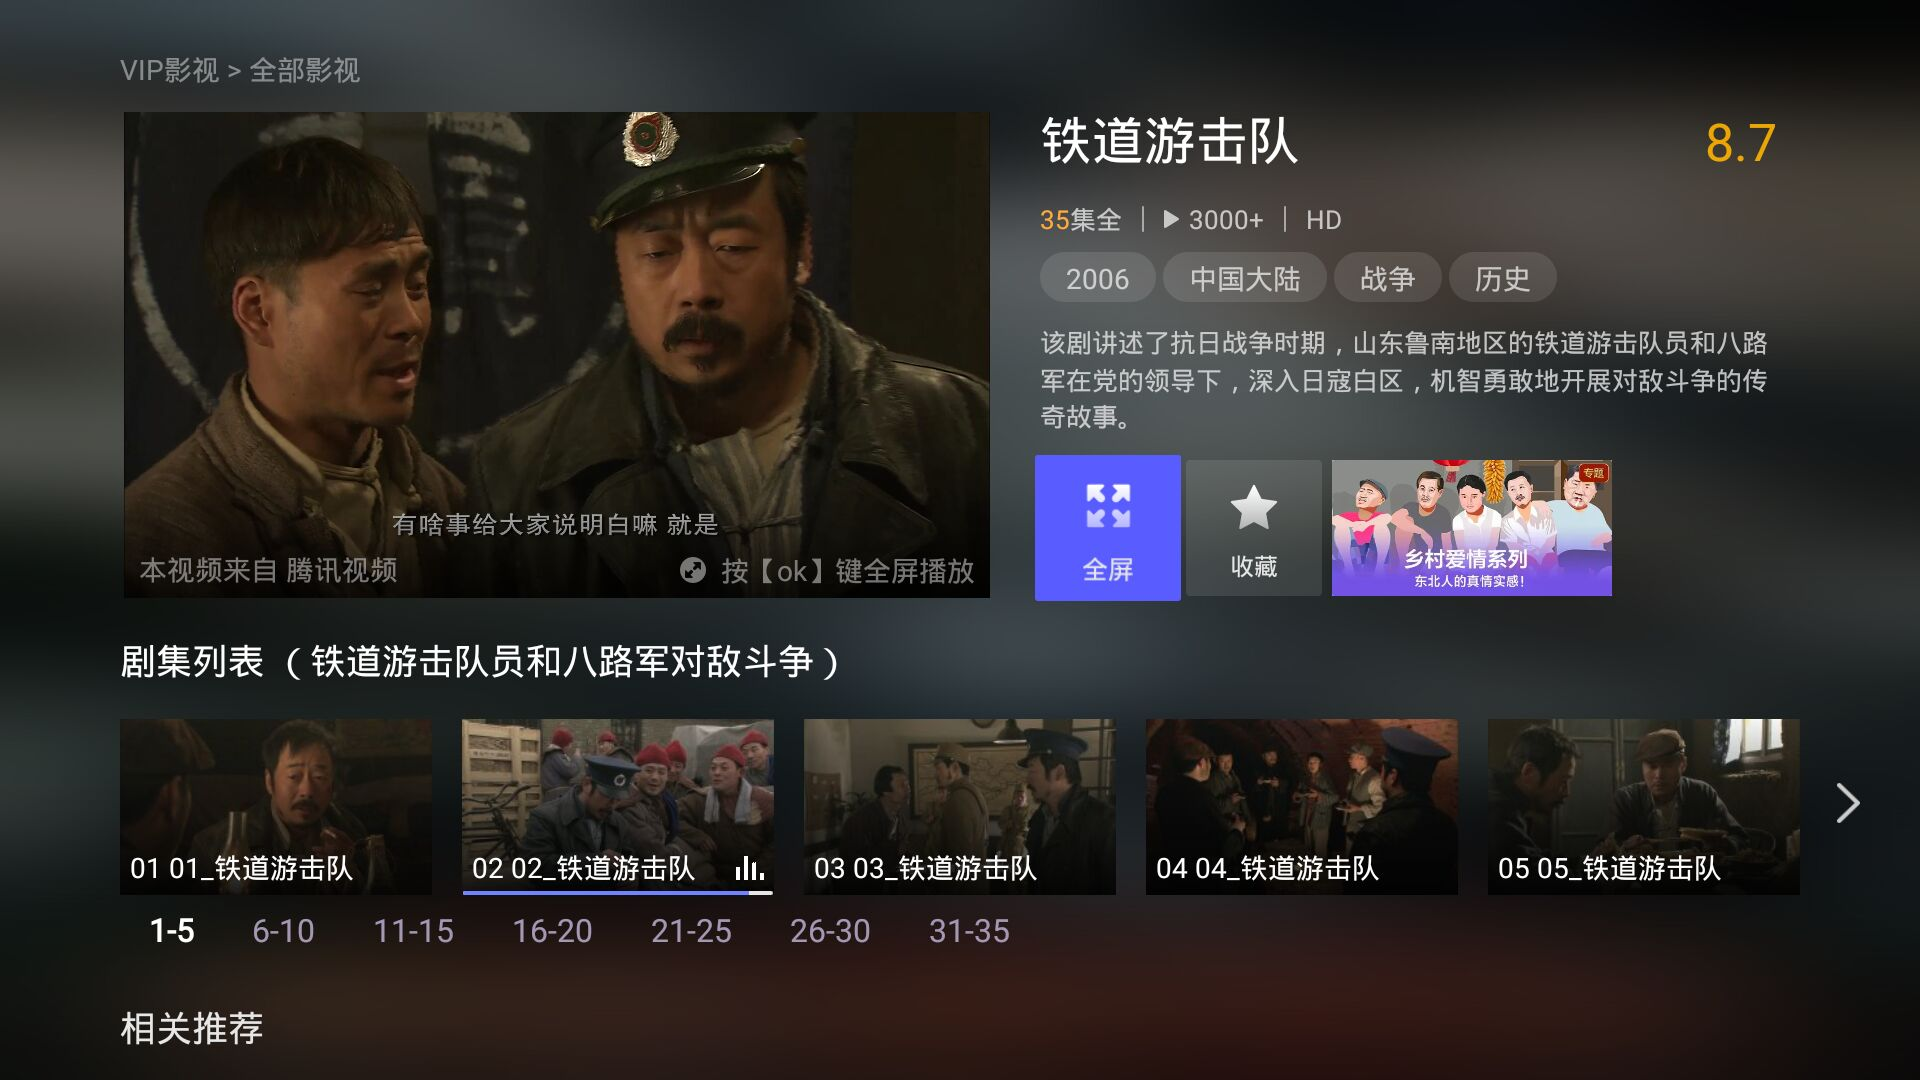 VIP影视 > 全部影视
有啥事给大家说明白嘛 就是
本视频来自 腾讯视频
按【ok】键全屏播放
铁道游击队
8.7
35集全 | 3000+ | HD
2006 中国大陆 战争 历史
该剧讲述了抗日战争时期，山东鲁南地区的铁道游击队员和八路
军在党的领导下，深入日寇白区，机智勇敢地开展对敌斗争的传
奇故事。
全屏
收藏
专题
乡村爱情系列
东北人的真情实感！
剧集列表 （铁道游击队员和八路军对敌斗争）
01 01_铁道游击队
02 02_铁道游击队
03 03_铁道游击队
04 04_铁道游击队
05 05_铁道游击队
1-5 6-10 11-15 16-20 21-25 26-30 31-35
相关推荐